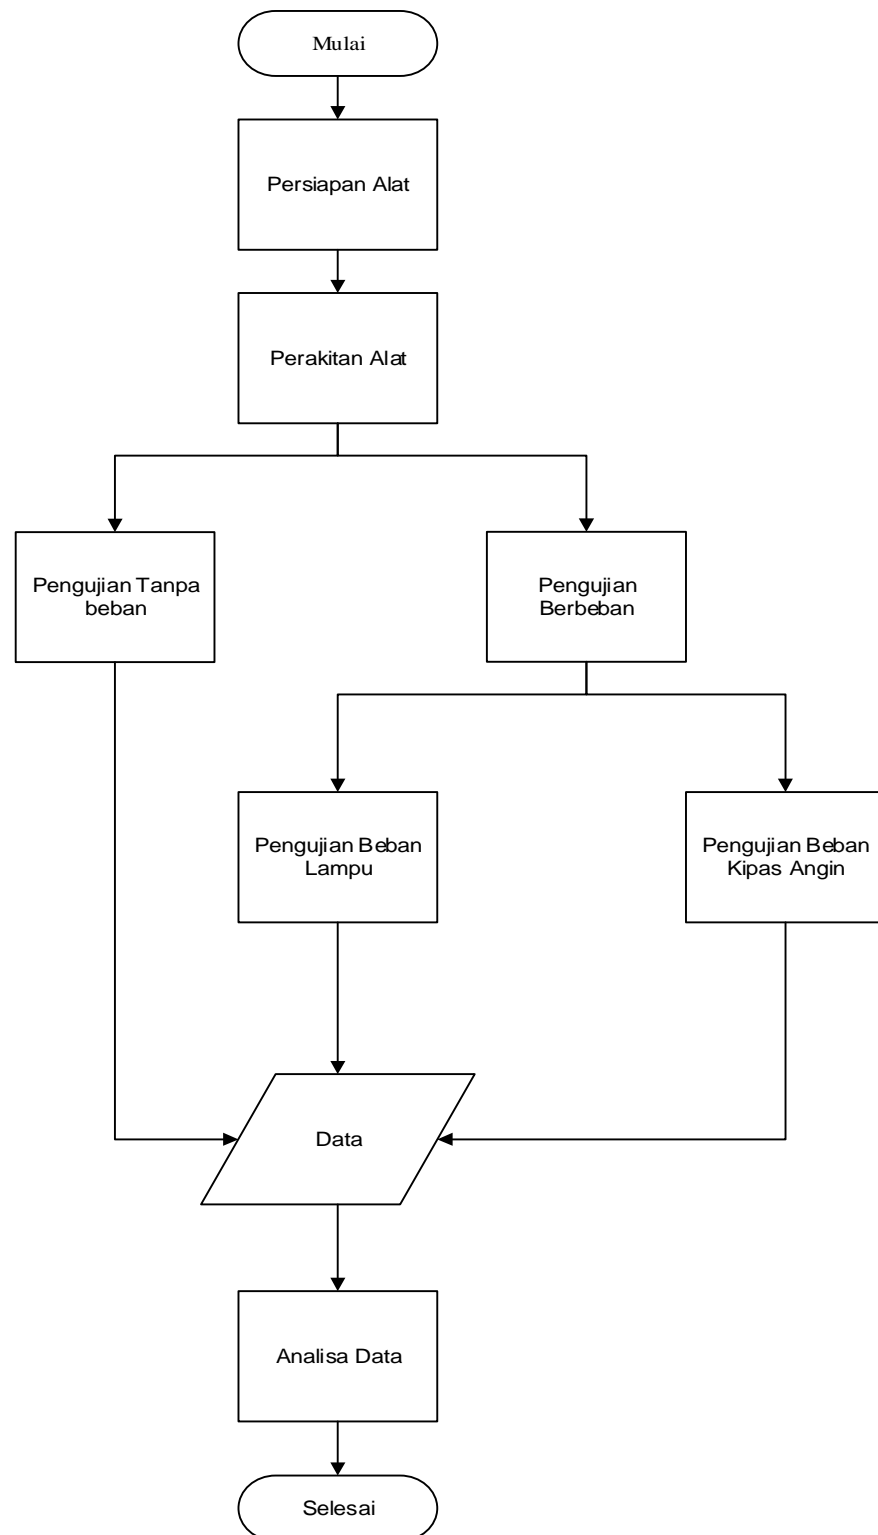 Mulai
Persiapan Alat
Perakitan Alat
Pengujian Tanpa
beban
Pengujian
Berbeban
Pengujian Beban
Lampu
Pengujian Beban
Kipas Angin
Data
Analisa Data
Selesai